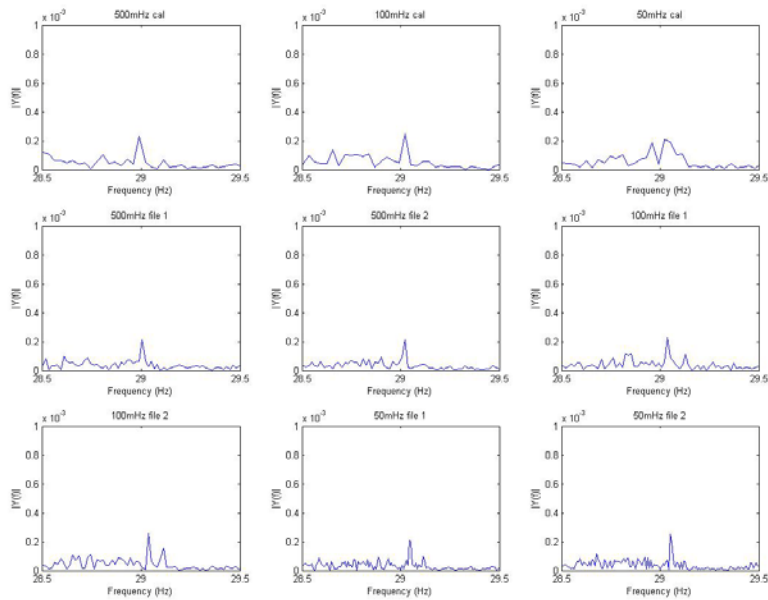 x 10⁻³ 500mHz cal
1
0.8
0.6
0.4
0.2
0
|Y(f)|
28.5 29 29.5
Frequency (Hz)
x 10⁻³ 100mHz cal
1
0.8
0.6
0.4
0.2
0
|Y(f)|
28.5 29 29.5
Frequency (Hz)
x 10⁻³ 50mHz cal
1
0.8
0.6
0.4
0.2
0
|Y(f)|
28.5 29 29.5
Frequency (Hz)
x 10⁻³ 500mHz file 1
1
0.8
0.6
0.4
0.2
0
|Y(f)|
28.5 29 29.5
Frequency (Hz)
x 10⁻³ 500mHz file 2
1
0.8
0.6
0.4
0.2
0
|Y(f)|
28.5 29 29.5
Frequency (Hz)
x 10⁻³ 100mHz file 1
1
0.8
0.6
0.4
0.2
0
|Y(f)|
28.5 29 29.5
Frequency (Hz)
x 10⁻³ 100mHz file 2
1
0.8
0.6
0.4
0.2
0
|Y(f)|
28.5 29 29.5
Frequency (Hz)
x 10⁻³ 50mHz file 1
1
0.8
0.6
0.4
0.2
0
|Y(f)|
28.5 29 29.5
Frequency (Hz)
x 10⁻³ 50mHz file 2
1
0.8
0.6
0.4
0.2
0
|Y(f)|
28.5 29 29.5
Frequency (Hz)